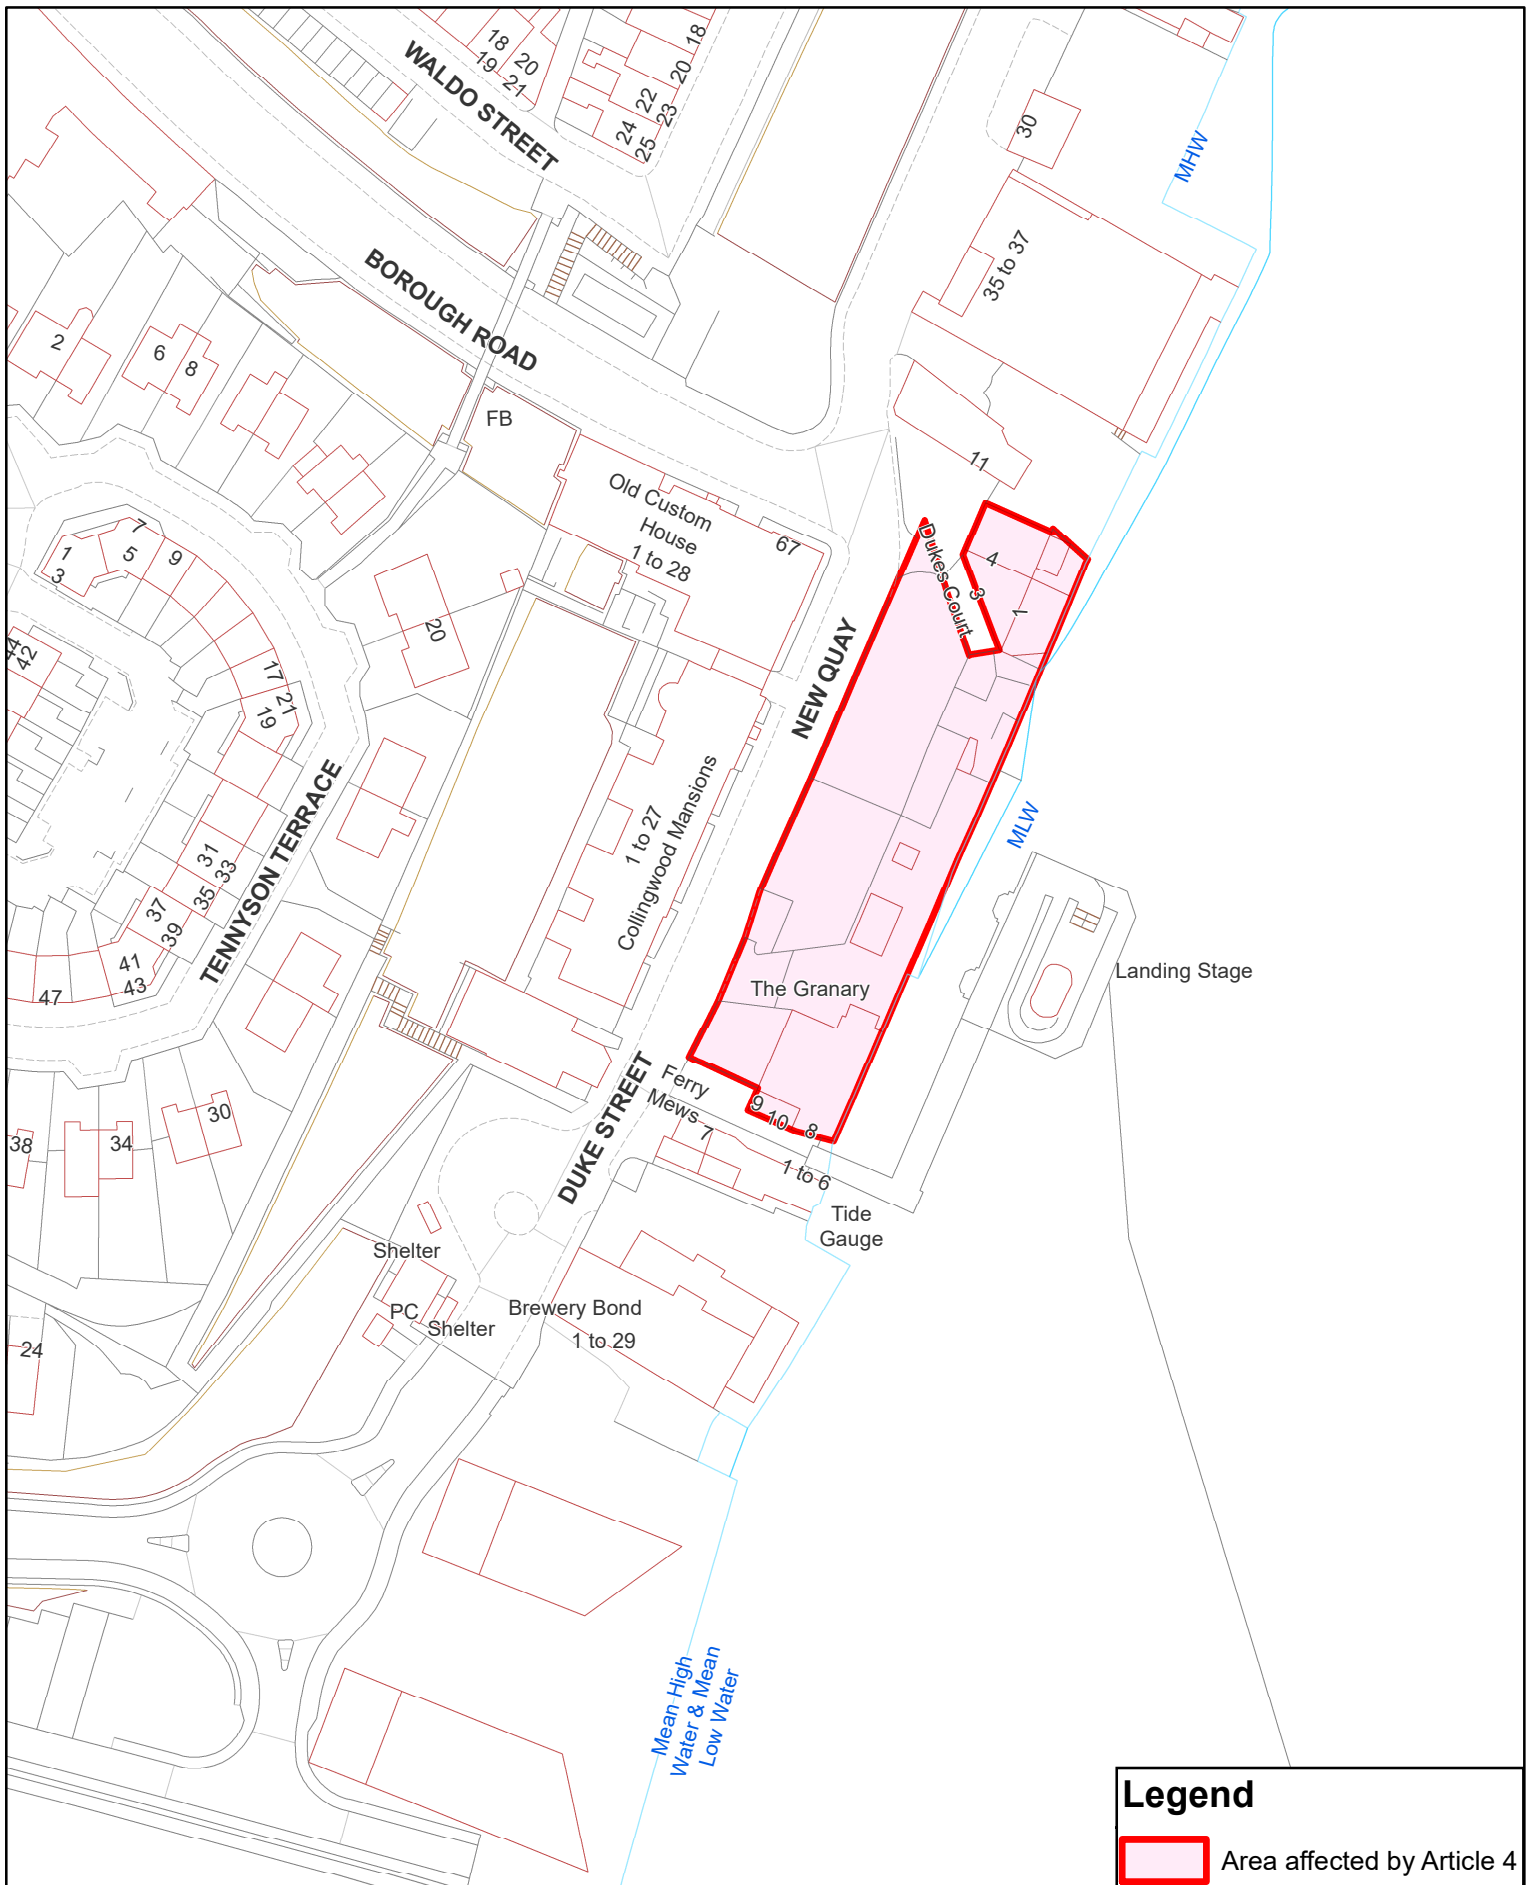 18
19
20
21
WALDO STREET
18
20
22
23
24
25
30
MHW
35 to 37
BOROUGH ROAD
2
6
8
FB
11
Old Custom
House
1 to 28
67
Dukes Court
4
3
1
7
1
5
9
3
20
44
42
17
21
19
NEW QUAY
TENNYSON TERRACE
1 to 27
Collingwood Mansions
MLW
31
33
35
37
39
41
43
47
The Granary
Landing Stage
DUKE STREET
Ferry
Mews
9
10
8
7
1 to 6
Tide
Gauge
38
34
30
Shelter
PC
Shelter
Brewery Bond
1 to 29
24
Mean High
Water & Mean
Low Water
Legend
Area affected by Article 4